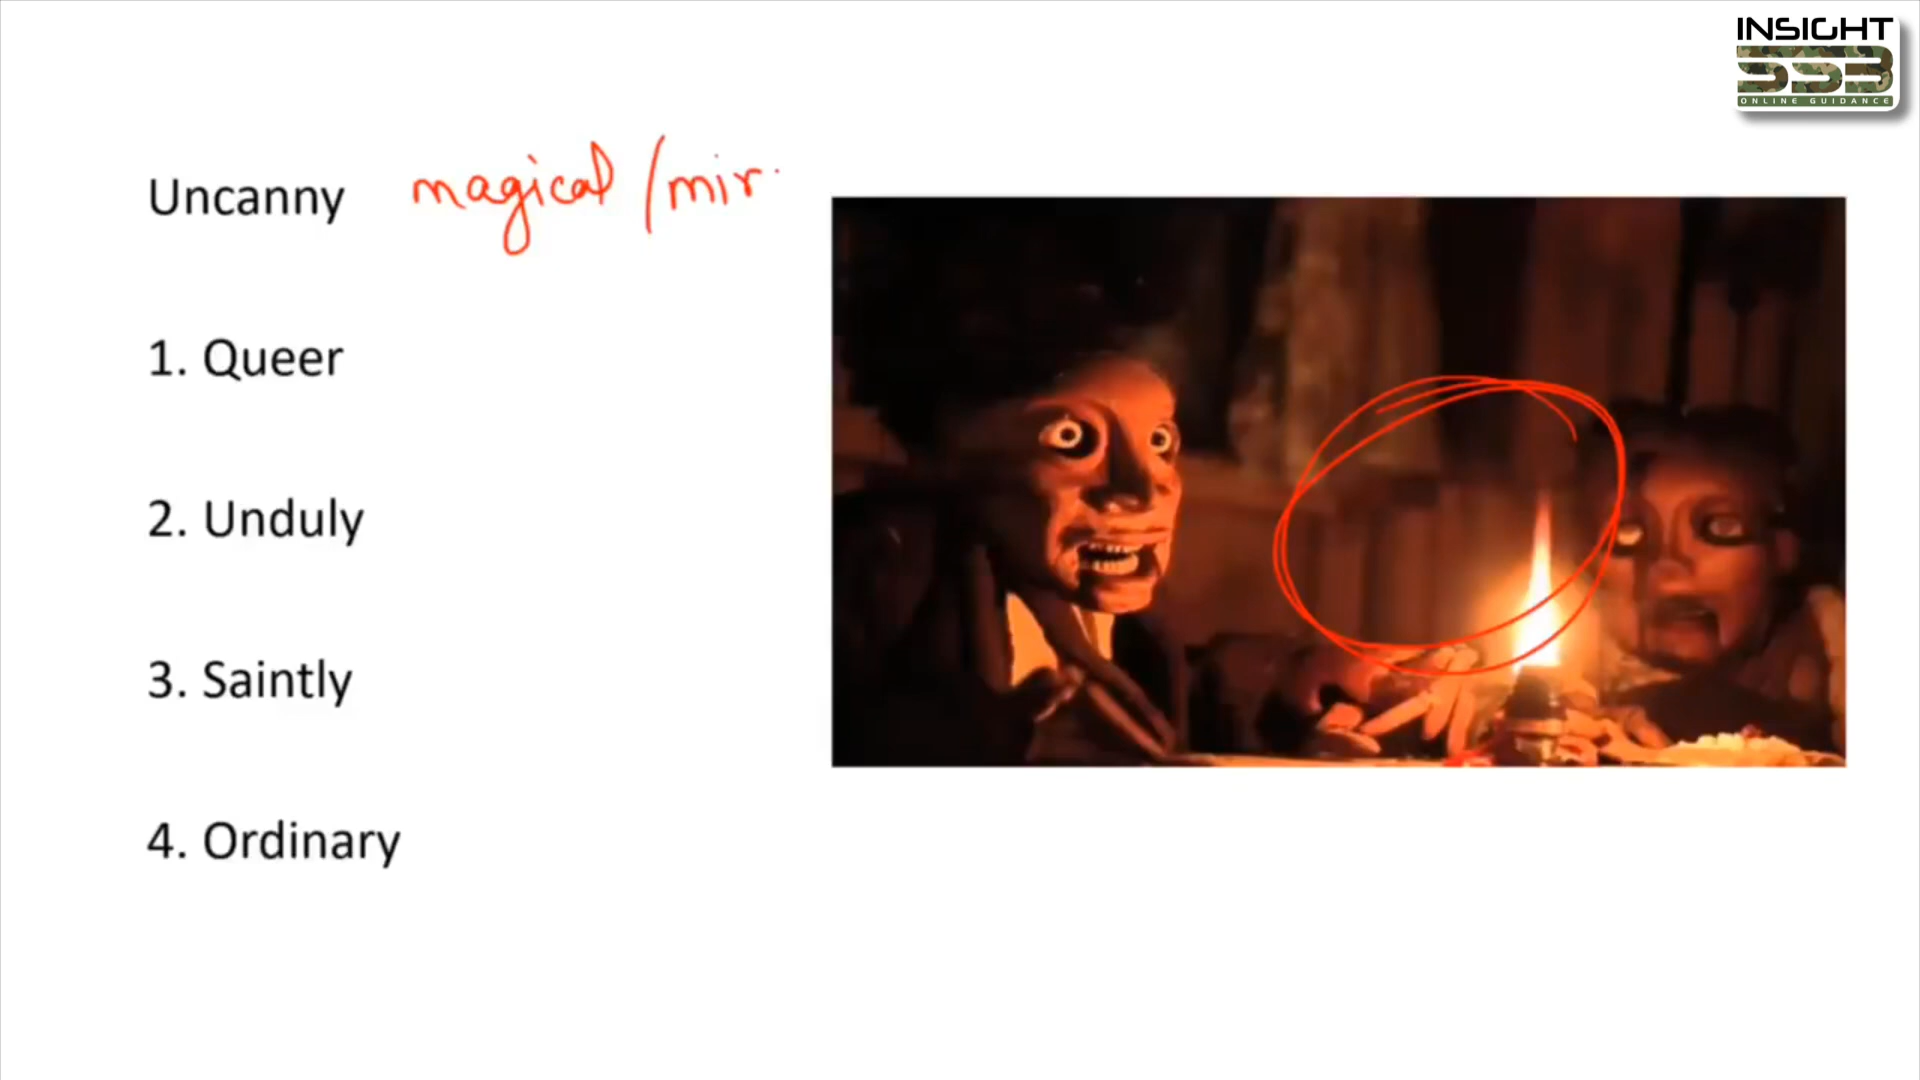 INSIGHT
SSB
ONLINE GUIDANCE
Uncanny magical /mir.
1. Queer
2. Unduly
3. Saintly
4. Ordinary